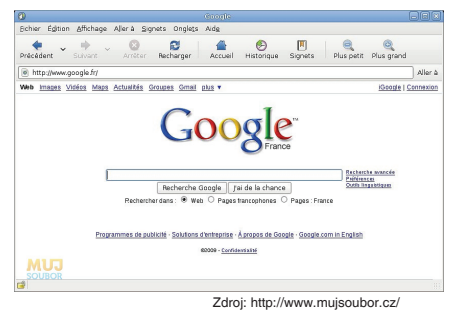 Google
Fichier Édition Affichage Aller à Signets Onglets Aide
Précédent Suivant Arrêter Recharger Accueil Historique Signets Plus petit Plus grand
http://www.google.fr/ Aller à
Web Images Vidéos Maps Actualités Groupes Gmail plus ▼ iGoogle | Connexion
Google™
France
Recherche avancée
Préférences
Outils linguistiques
Recherche Google J'ai de la chance
Rechercher dans : Web Pages francophones Pages : France
Programmes de publicité - Solutions d'entreprise - À propos de Google - Google.com in English
©2009 - Confidentialité
MUJ
SOUBOR
Zdroj: http://www.mujsoubor.cz/